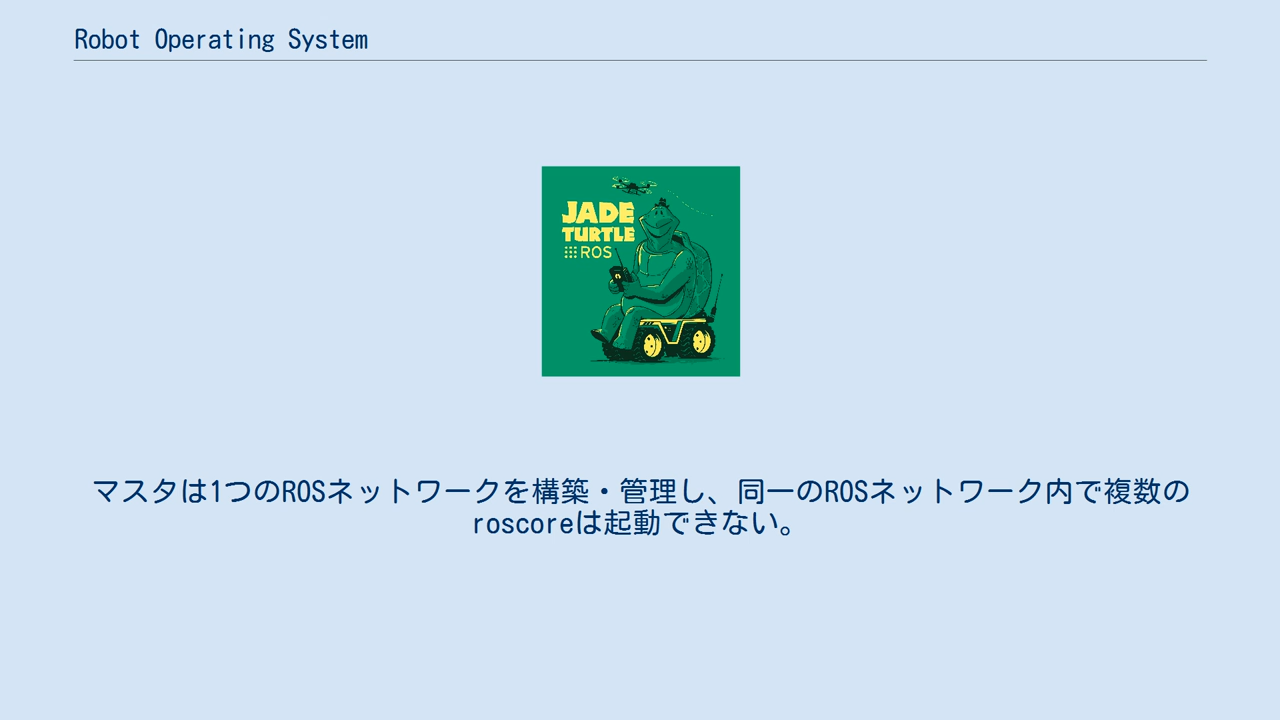 Robot Operating System
JADE
TURTLE
ROS
マスタは1つのROSネットワークを構築・管理し、同一のROSネットワーク内で複数の
roscoreは起動できない。